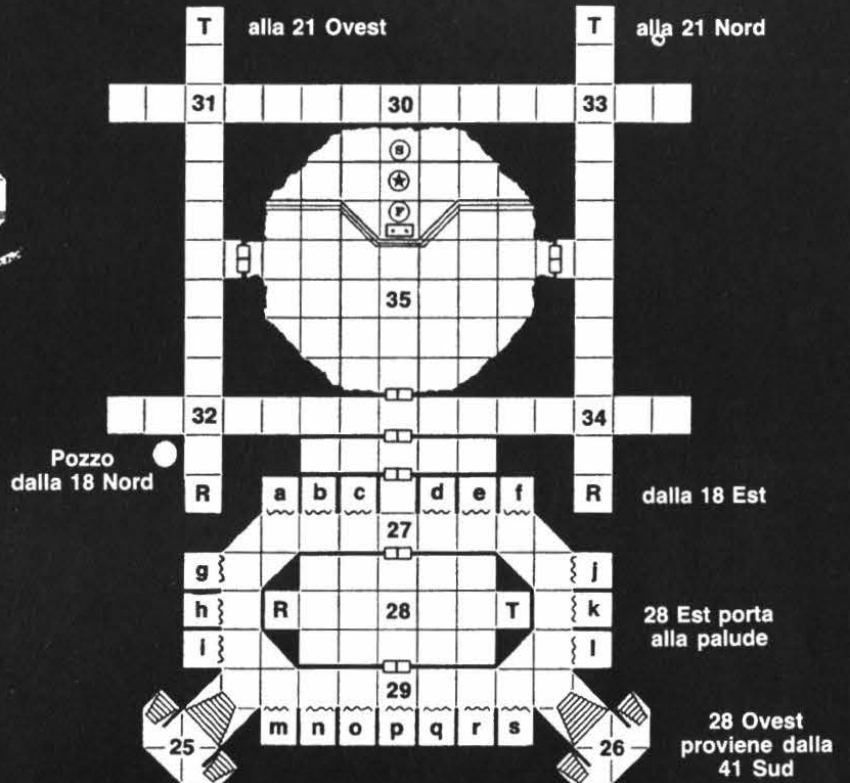 T alla 21 Ovest T alla 21 Nord
31 30 33
S
F
35
32 34
Pozzo
dalla 18 Nord
R a b c d e f R dalla 18 Est
27
g j
h R 28 T k 28 Est porta
alla palude
i l
29
m n o p q r s
25 26
28 Ovest
proviene dalla
41 Sud